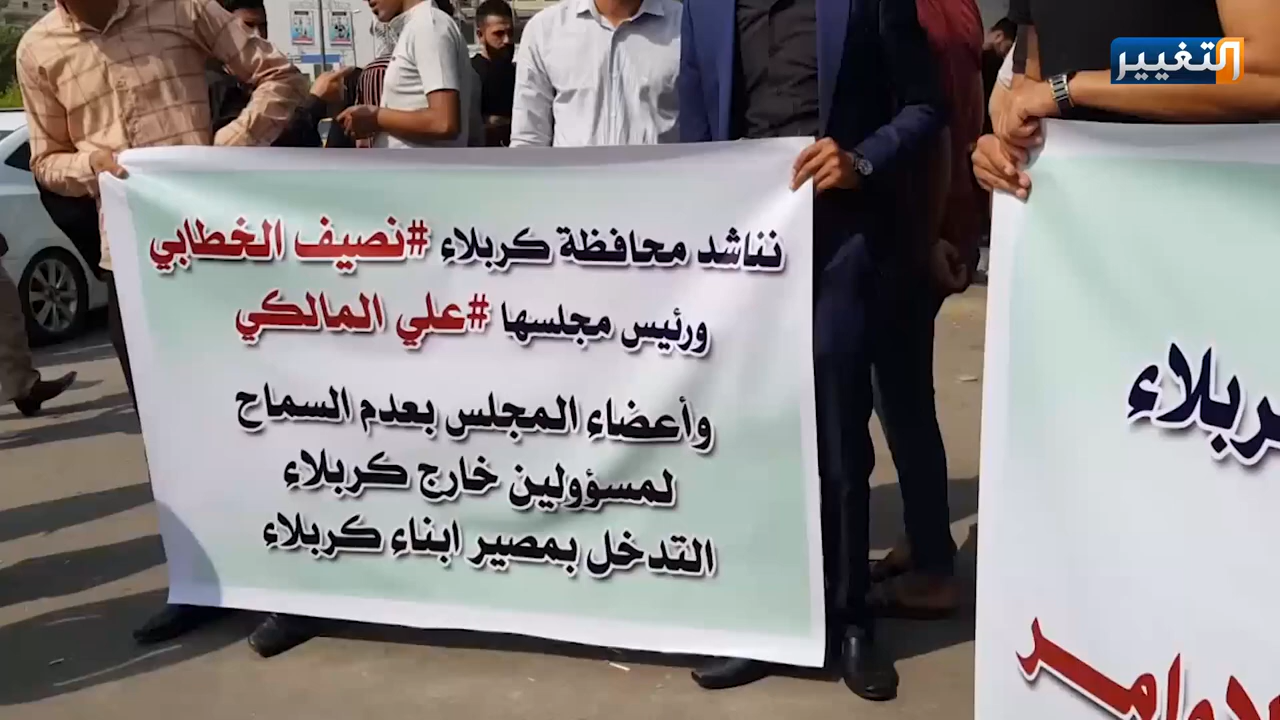 التغيير
نناشد محافظة كربلاء #نصيف الخطابي
ورئيس مجلسها #علي المالكي
وأعضاء المجلس بعدم السماح
لمسؤولين خارج كربلاء
التدخل بمصير ابناء كربلاء
كربلاء